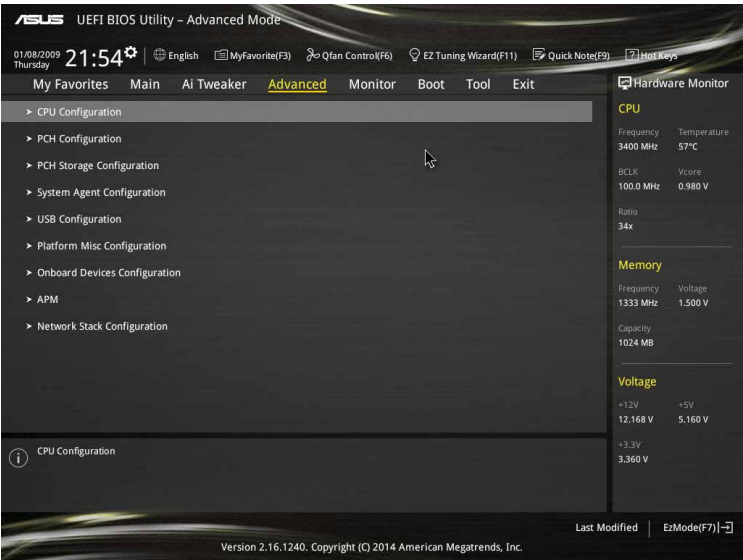 ASUS UEFI BIOS Utility – Advanced Mode
01/08/2009
Thursday
21:54
English
MyFavorite(F3)
Qfan Control(F6)
EZ Tuning Wizard(F11)
Quick Note(F9)
? Hot Keys
My Favorites Main Ai Tweaker Advanced Monitor Boot Tool Exit
> CPU Configuration
> PCH Configuration
> PCH Storage Configuration
> System Agent Configuration
> USB Configuration
> Platform Misc Configuration
> Onboard Devices Configuration
> APM
> Network Stack Configuration
i CPU Configuration
Hardware Monitor
CPU
Frequency Temperature
3400 MHz 57°C
BCLK Vcore
100.0 MHz 0.980 V
Ratio
34x
Memory
Frequency Voltage
1333 MHz 1.500 V
Capacity
1024 MB
Voltage
+12V +5V
12.168 V 5.160 V
+3.3V
3.360 V
Last Modified
EzMode(F7)
Version 2.16.1240. Copyright (C) 2014 American Megatrends, Inc.